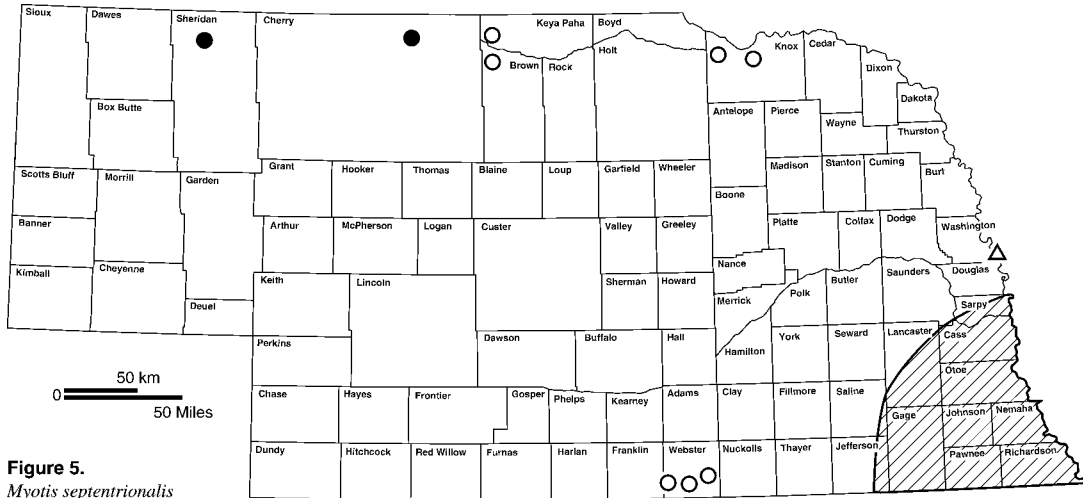 Sioux
Dawes
Sheridan
Cherry
Keya Paha
Boyd
Holt
Knox
Cedar
Dixon
Brown
Rock
Dakota
Box Butte
Antelope
Pierce
Wayne
Thurston
Scotts Bluff
Morrill
Garden
Grant
Hooker
Thomas
Blaine
Loup
Garfield
Wheeler
Madison
Stanton
Cuming
Burt
Boone
Banner
Arthur
McPherson
Logan
Custer
Valley
Greeley
Platte
Colfax
Dodge
Washington
Kimball
Cheyenne
Keith
Lincoln
Sherman
Howard
Nance
Merrick
Polk
Butler
Saunders
Douglas
Sarpy
Deuel
Perkins
Dawson
Buffalo
Hall
Hamilton
York
Seward
Lancaster
Cass
Otoe
50 km
0
50 Miles
Chase
Hayes
Frontier
Gosper
Phelps
Kearney
Adams
Clay
Fillmore
Saline
Gage
Johnson
Nemaha
Dundy
Hitchcock
Red Willow
Furnas
Harlan
Franklin
Webster
Nuckolls
Thayer
Jefferson
Pawnee
Richardson
Figure 5.
Myotis septentrionalis